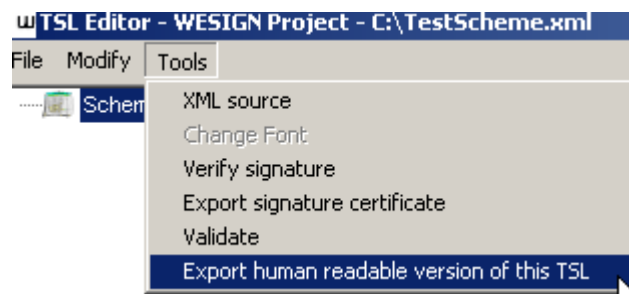 TSL Editor - WESIGN Project - C:\TestScheme.xml
File Modify Tools
Schem
XML source
Change Font
Verify signature
Export signature certificate
Validate
Export human readable version of this TSL